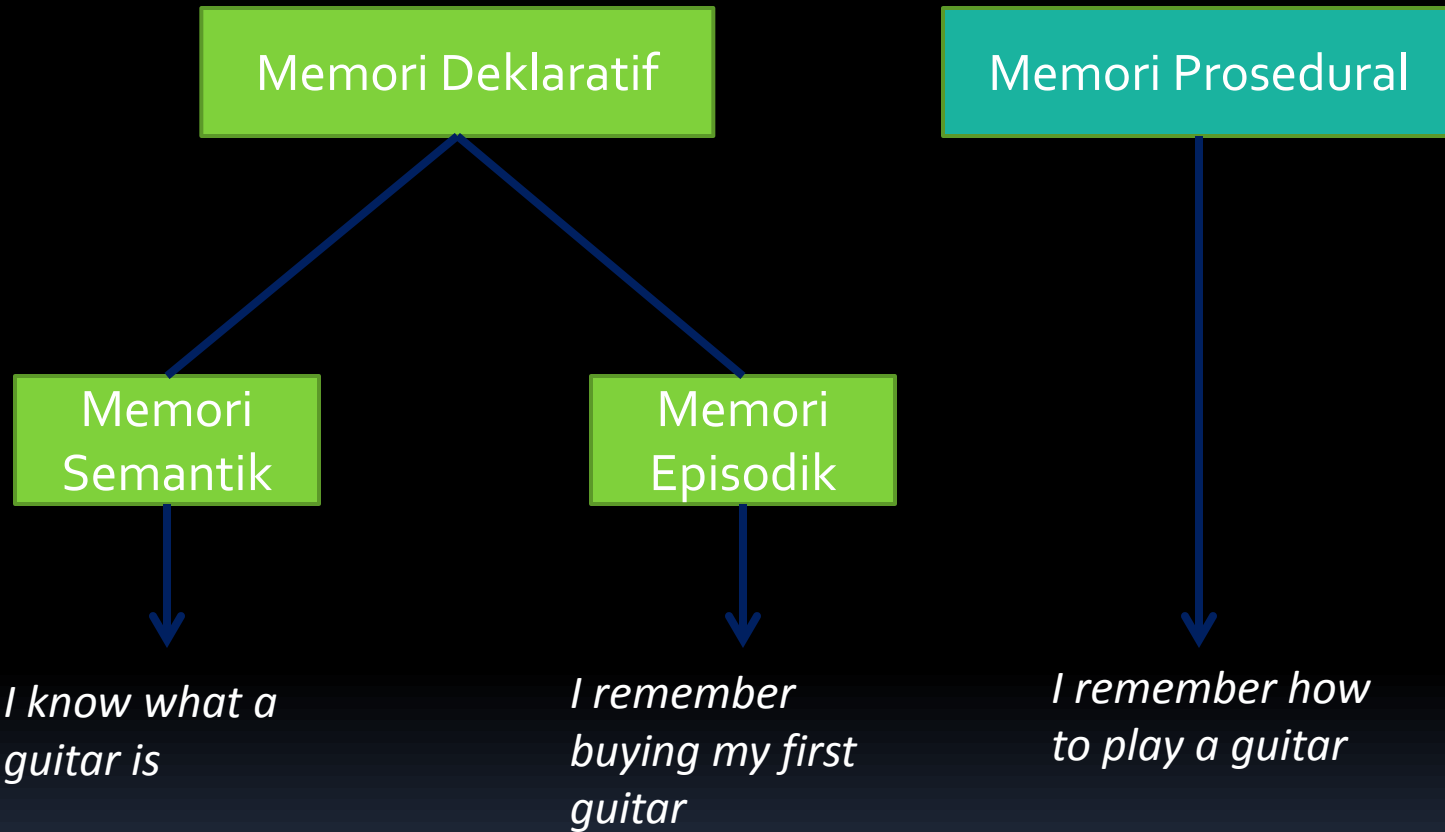 Memori Deklaratif
Memori Prosedural
Memori
Semantik
Memori
Episodik
I know what a
guitar is
I remember
buying my first
guitar
I remember how
to play a guitar